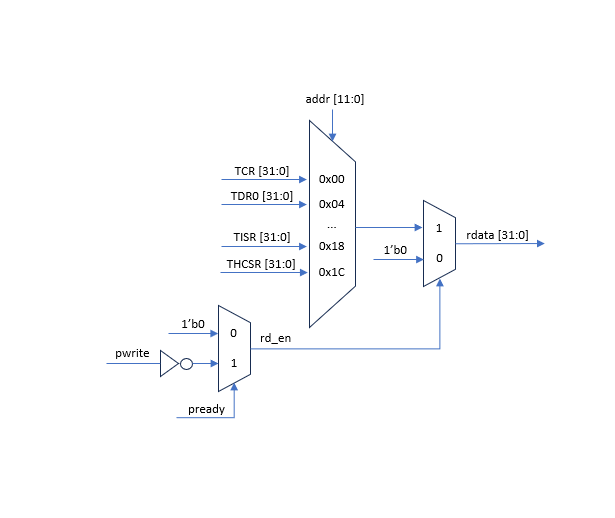 addr [11:0]
TCR [31:0]
0x00
TDR0 [31:0]
0x04
...
TISR [31:0]
0x18
THCSR [31:0]
0x1C
1
rdata [31:0]
1’b0
0
1’b0
0
rd_en
pwrite
1
pready